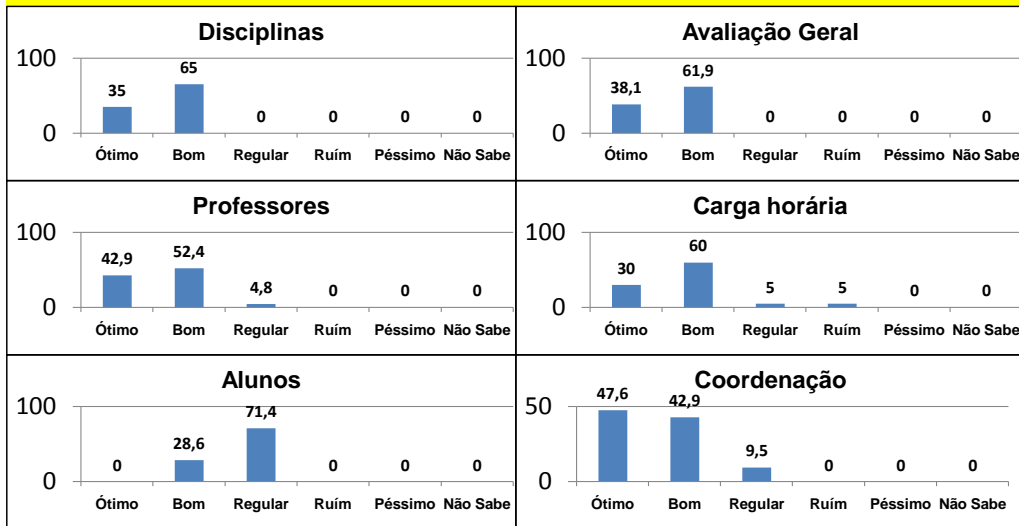 Disciplinas
100
35
65
0 0 0 0
0
Ótimo Bom Regular Ruím Péssimo Não Sabe
Avaliação Geral
100
38,1
61,9
0 0 0 0
0
Ótimo Bom Regular Ruím Péssimo Não Sabe
Professores
100
42,9
52,4
4,8
0 0 0
0
Ótimo Bom Regular Ruím Péssimo Não Sabe
Carga horária
100
30
60
5 5 0 0
0
Ótimo Bom Regular Ruím Péssimo Não Sabe
Alunos
100
0
28,6
71,4
0 0 0
0
Ótimo Bom Regular Ruím Péssimo Não Sabe
Coordenação
50
47,6
42,9
9,5
0 0 0
0
Ótimo Bom Regular Ruím Péssimo Não Sabe